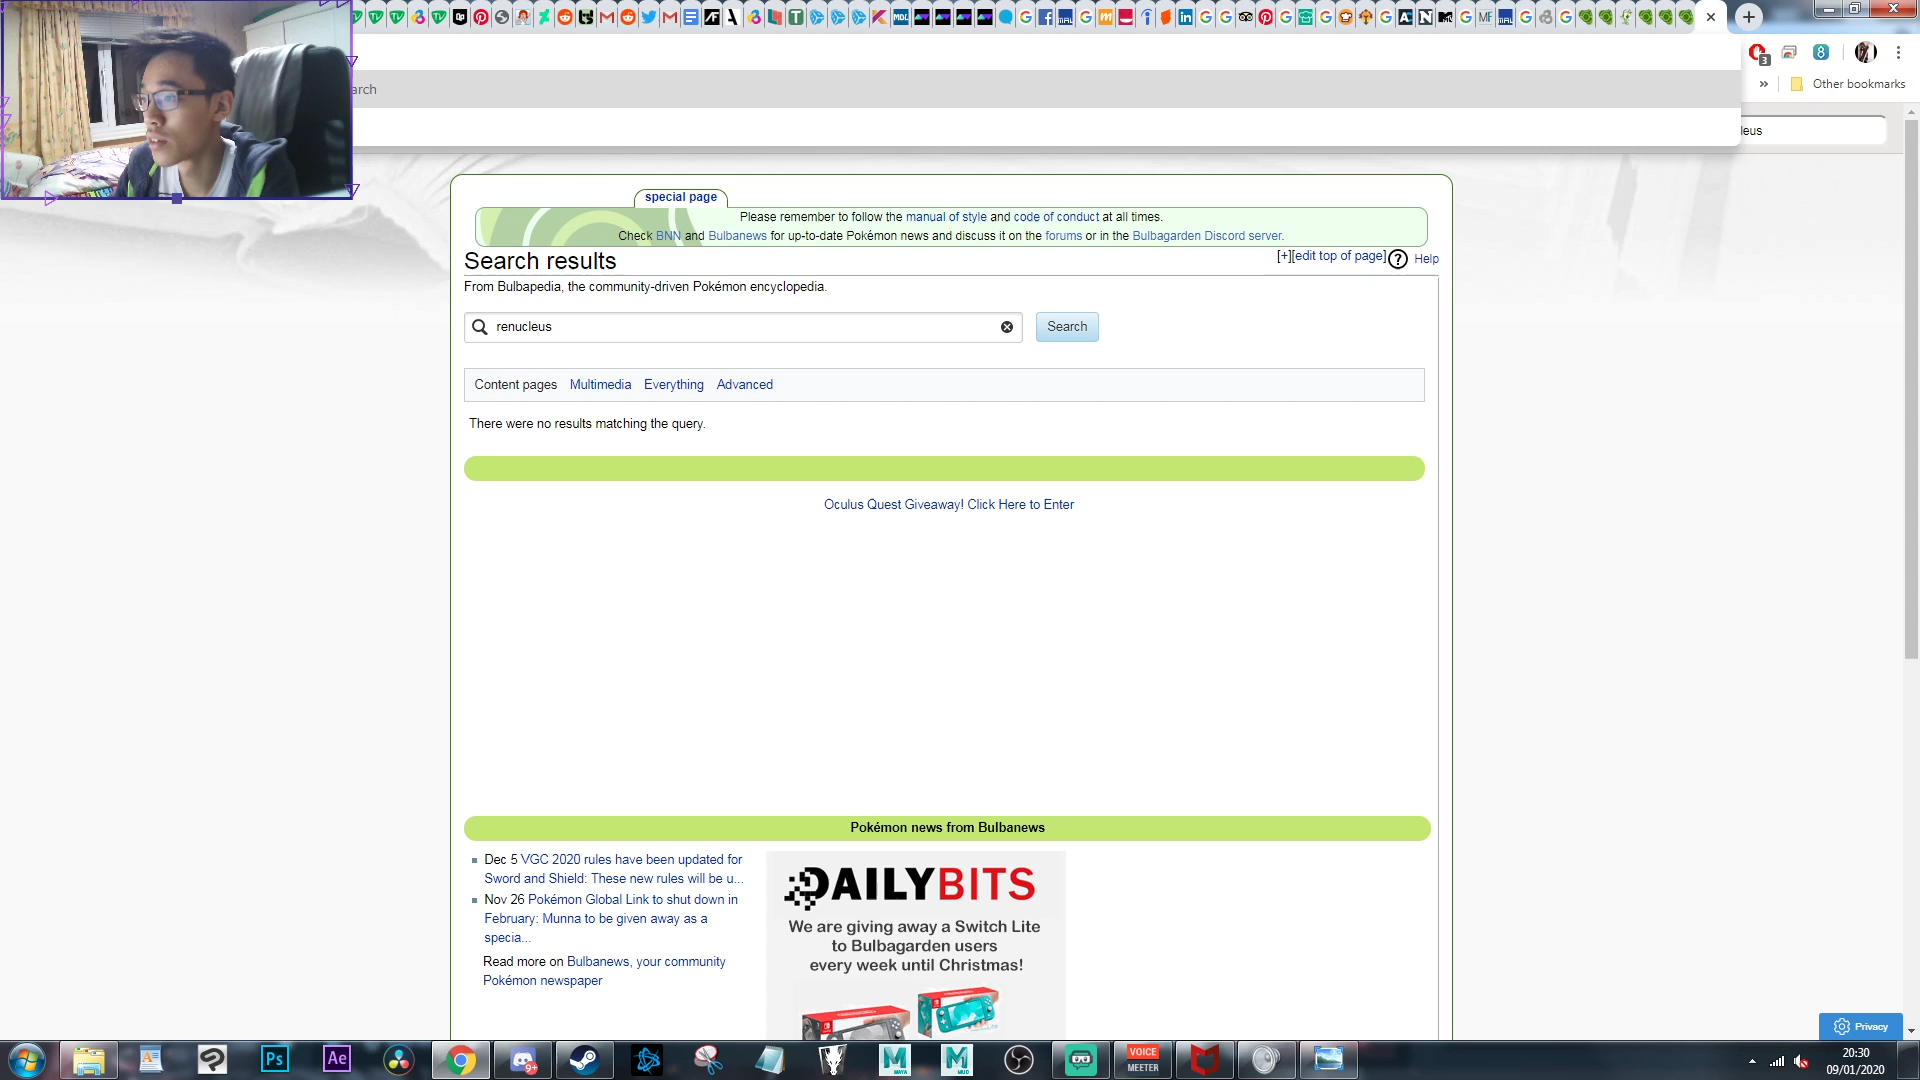 arch
Other bookmarks
3
8
leus
special page
Please remember to follow the manual of style and code of conduct at all times.
Check BNN and Bulbanews for up-to-date Pokémon news and discuss it on the forums or in the Bulbagarden Discord server.
Search results
[+][edit top of page]
? Help
From Bulbapedia, the community-driven Pokémon encyclopedia.
renucleus
Search
Content pages Multimedia Everything Advanced
There were no results matching the query.
Oculus Quest Giveaway! Click Here to Enter
Pokémon news from Bulbanews
Dec 5 VGC 2020 rules have been updated for
Sword and Shield: These new rules will be u...
Nov 26 Pokémon Global Link to shut down in
February: Munna to be given away as a
specia...
Read more on Bulbanews, your community
Pokémon newspaper
DAILYBITS
We are giving away a Switch Lite
to Bulbagarden users
every week until Christmas!
Privacy
Ps
Ae
9+
MAYA
VOICE
MEETER
20:30
09/01/2020